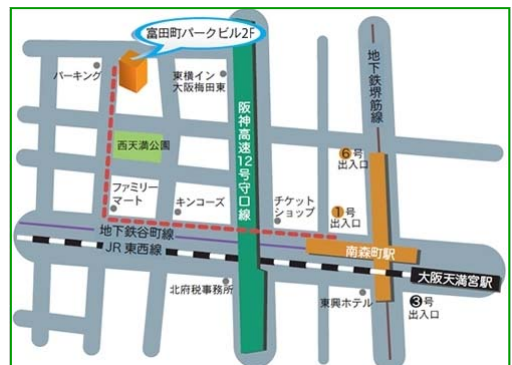 富田町パークビル2F
パーキング
東横イン
大阪梅田東
地下鉄堺筋線
阪神高速12号守口線
西天満公園
❻号
出入口
ファミリー
マート
キンコーズ
チケット
ショップ
❶号
出入口
地下鉄谷町線
JR東西線
南森町駅
大阪天満宮駅
北府税事務所
東興ホテル
❸号
出入口